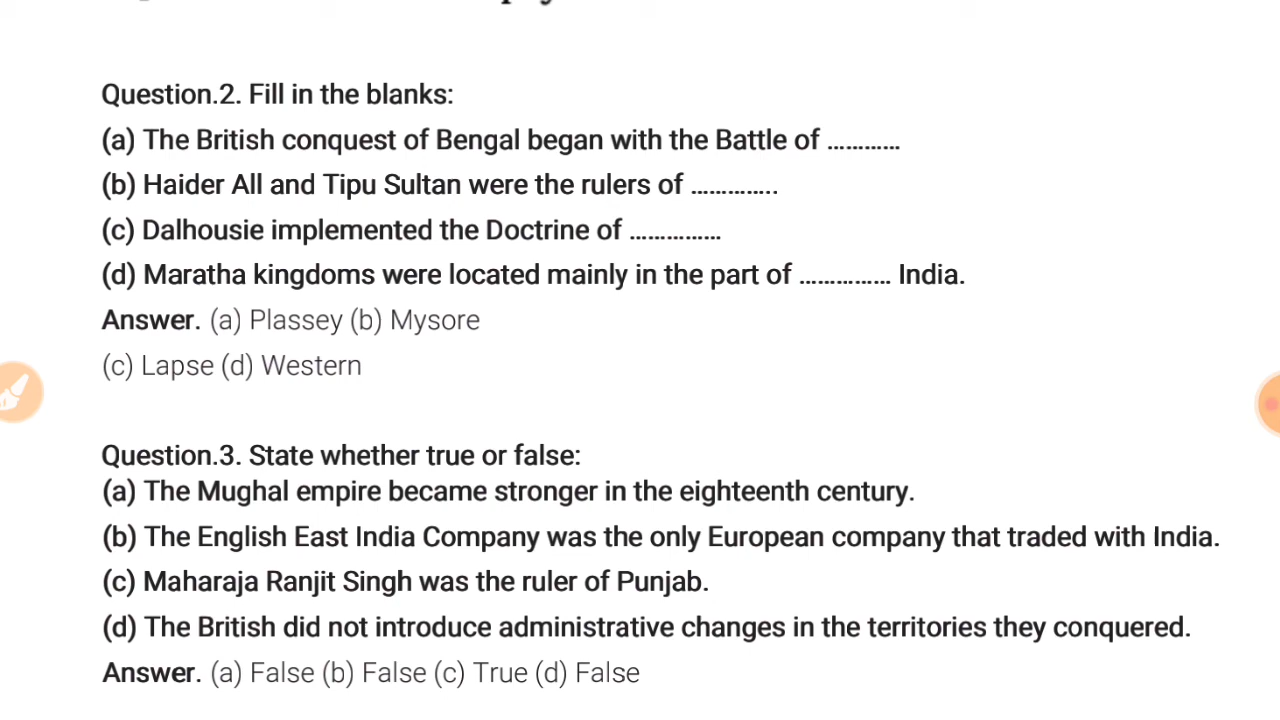 Question.2. Fill in the blanks:
(a) The British conquest of Bengal began with the Battle of …………
(b) Haider All and Tipu Sultan were the rulers of …………..
(c) Dalhousie implemented the Doctrine of ……………
(d) Maratha kingdoms were located mainly in the part of …………… India.
Answer. (a) Plassey (b) Mysore
(c) Lapse (d) Western
Question.3. State whether true or false:
(a) The Mughal empire became stronger in the eighteenth century.
(b) The English East India Company was the only European company that traded with India.
(c) Maharaja Ranjit Singh was the ruler of Punjab.
(d) The British did not introduce administrative changes in the territories they conquered.
Answer. (a) False (b) False (c) True (d) False